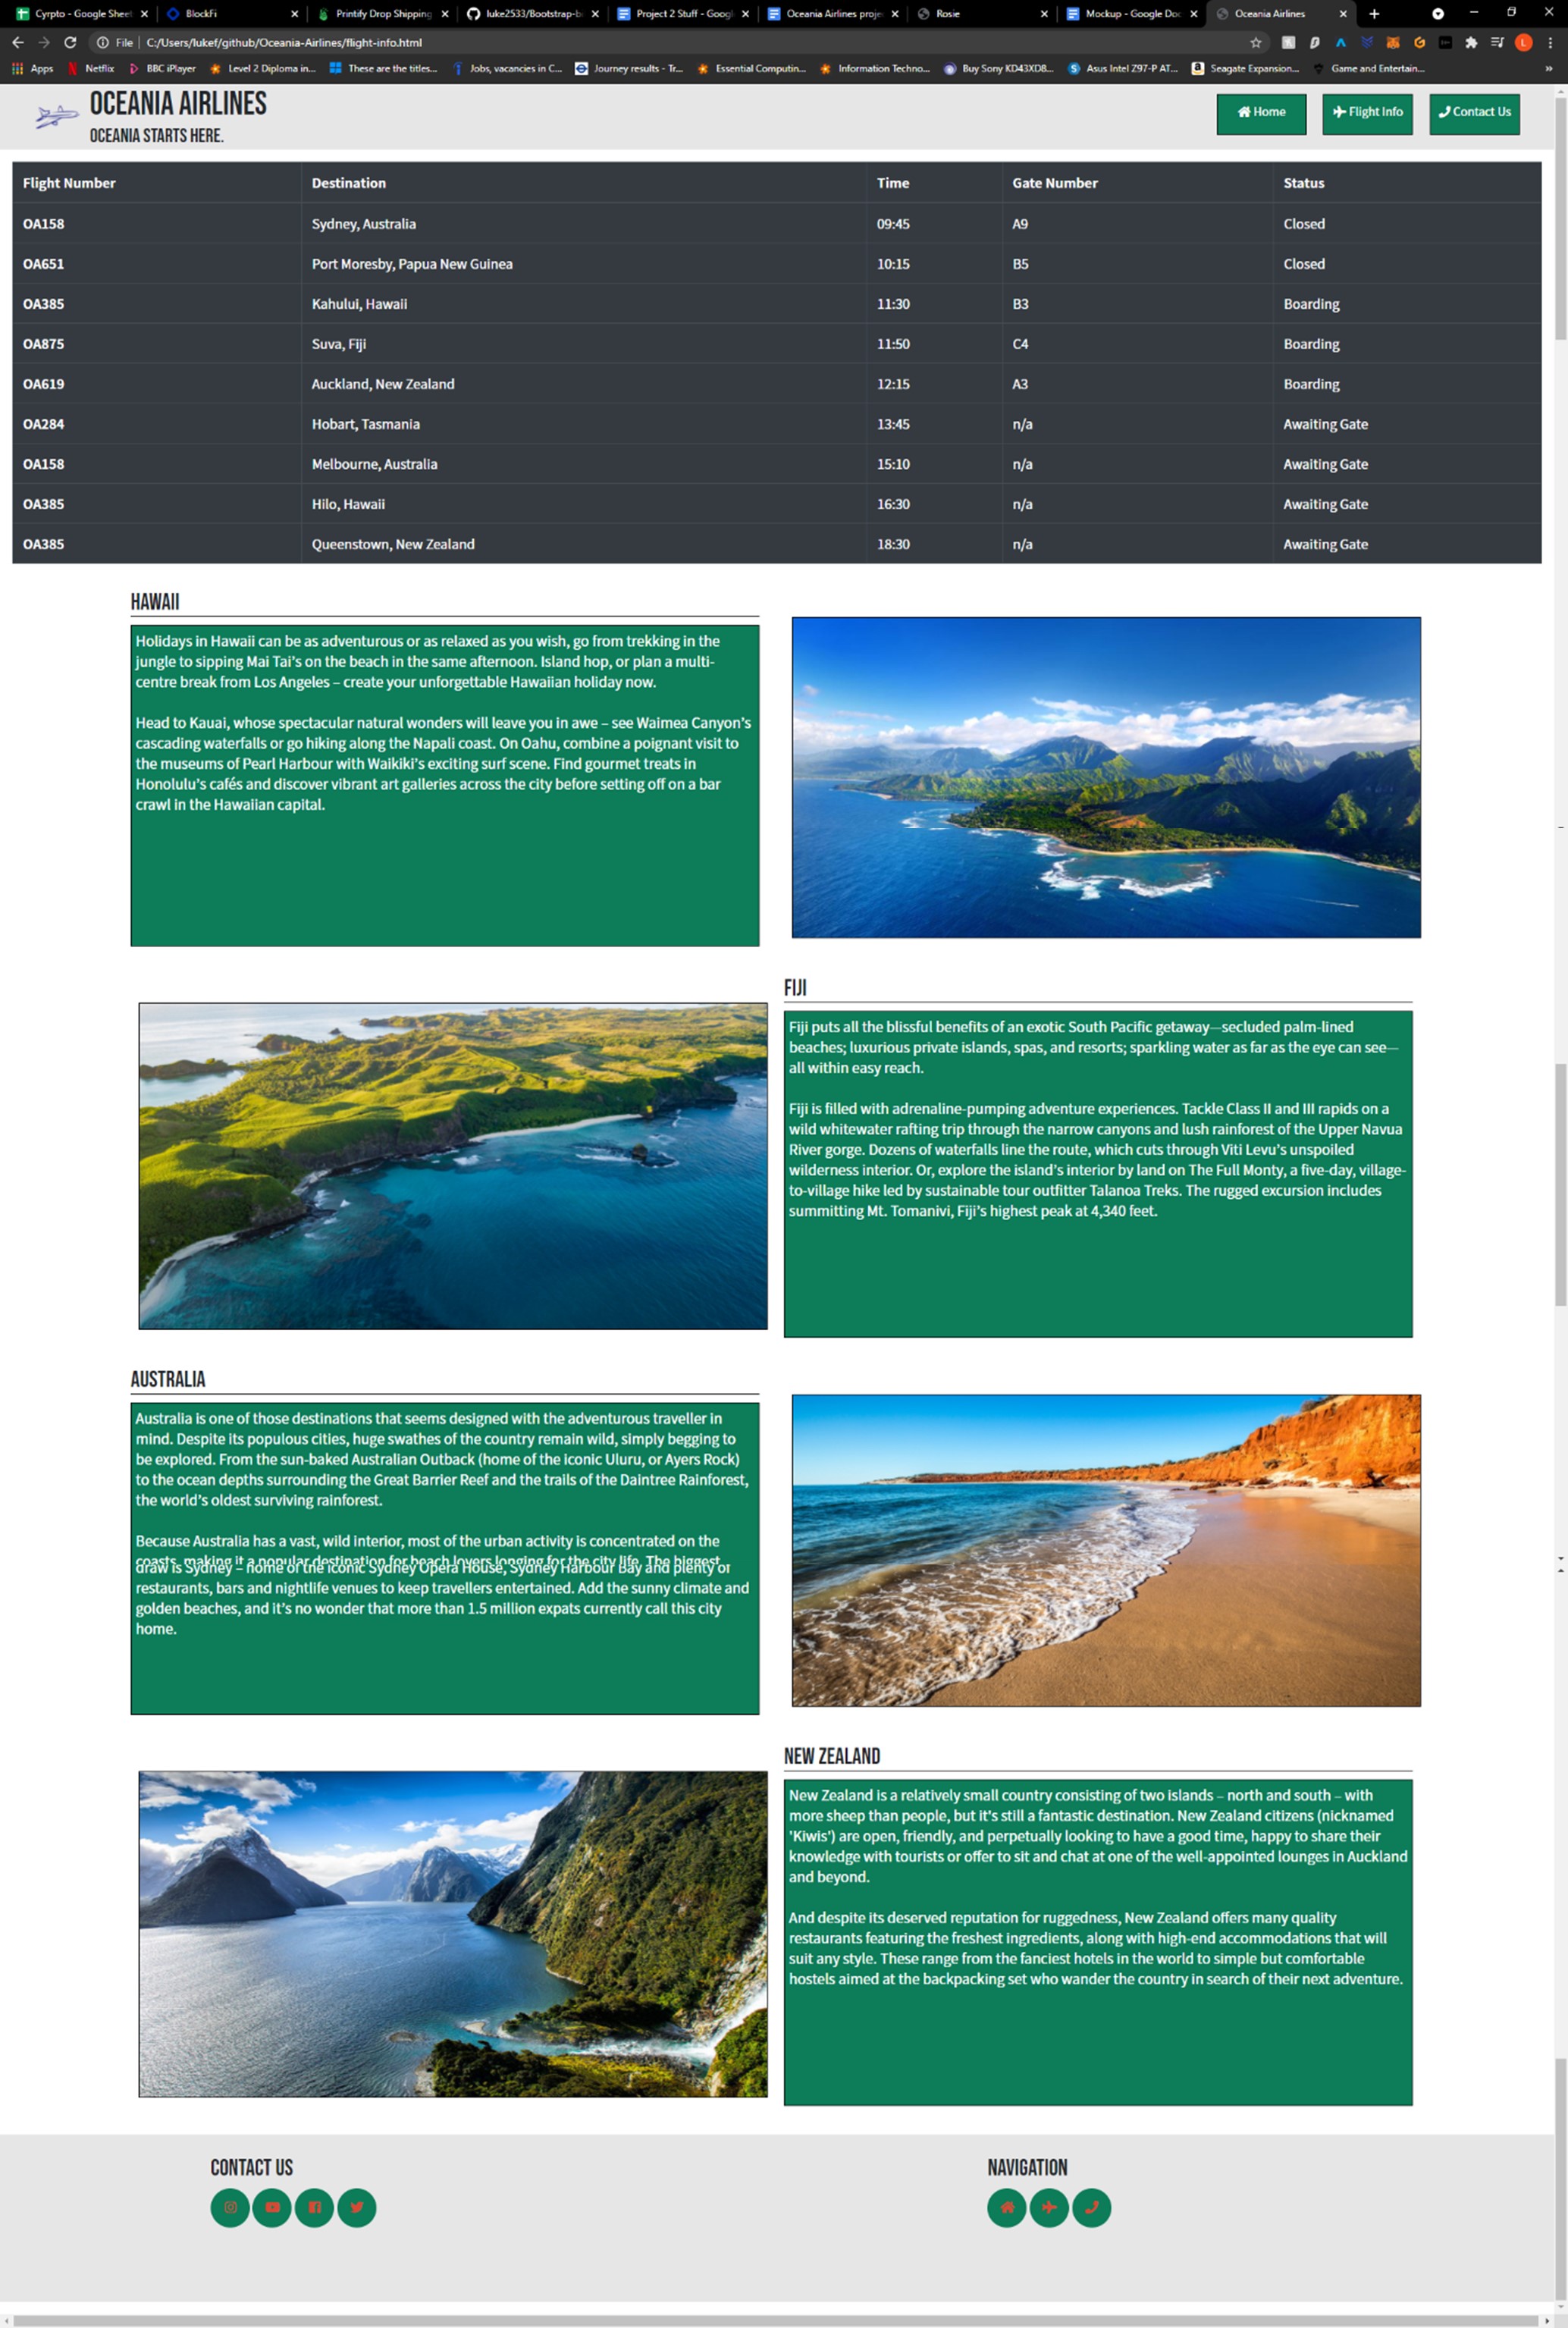 Cyrpto - Google Sheet
BlockFi
Printify Drop Shipping
luke2533/Bootstrap-b
Project 2 Stuff - Googl
Oceania Airlines proje
Rosie
Mockup - Google Doc
Oceania Airlines
File
C:/Users/lukef/github/Oceania-Airlines/flight-info.html
L
Apps
Netflix
BBC iPlayer
Level 2 Diploma in...
These are the titles...
Jobs, vacancies in C...
Journey results - Tr...
Essential Computin...
Information Techno...
Buy Sony KD43XD8...
Asus Intel Z97-P AT...
Seagate Expansion...
Game and Entertain...
»
OCEANIA AIRLINES
OCEANIA STARTS HERE.
Home
Flight Info
Contact Us
Flight Number Destination Time Gate Number Status
OA158 Sydney, Australia 09:45 A9 Closed
OA651 Port Moresby, Papua New Guinea 10:15 B5 Closed
OA385 Kahului, Hawaii 11:30 B3 Boarding
OA875 Suva, Fiji 11:50 C4 Boarding
OA619 Auckland, New Zealand 12:15 A3 Boarding
OA284 Hobart, Tasmania 13:45 n/a Awaiting Gate
OA158 Melbourne, Australia 15:10 n/a Awaiting Gate
OA385 Hilo, Hawaii 16:30 n/a Awaiting Gate
OA385 Queenstown, New Zealand 18:30 n/a Awaiting Gate
HAWAII
Holidays in Hawaii can be as adventurous or as relaxed as you wish, go from trekking in the
jungle to sipping Mai Tai's on the beach in the same afternoon. Island hop, or plan a multi-
centre break from Los Angeles – create your unforgettable Hawaiian holiday now.
Head to Kauai, whose spectacular natural wonders will leave you in awe – see Waimea Canyon's
cascading waterfalls or go hiking along the Napali coast. On Oahu, combine a poignant visit to
the museums of Pearl Harbour with Waikiki's exciting surf scene. Find gourmet treats in
Honolulu's cafés and discover vibrant art galleries across the city before setting off on a bar
crawl in the Hawaiian capital.
FIJI
Fiji puts all the blissful benefits of an exotic South Pacific getaway—secluded palm-lined
beaches; luxurious private islands, spas, and resorts; sparkling water as far as the eye can see—
all within easy reach.
Fiji is filled with adrenaline-pumping adventure experiences. Tackle Class II and III rapids on a
wild whitewater rafting trip through the narrow canyons and lush rainforest of the Upper Navua
River gorge. Dozens of waterfalls line the route, which cuts through Viti Levu's unspoiled
wilderness interior. Or, explore the island's interior by land on The Full Monty, a five-day, village-
to-village hike led by sustainable tour outfitter Talanoa Treks. The rugged excursion includes
summitting Mt. Tomanivi, Fiji's highest peak at 4,340 feet.
AUSTRALIA
Australia is one of those destinations that seems designed with the adventurous traveller in
mind. Despite its populous cities, huge swathes of the country remain wild, simply begging to
be explored. From the sun-baked Australian Outback (home of the iconic Uluru, or Ayers Rock)
to the ocean depths surrounding the Great Barrier Reef and the trails of the Daintree Rainforest,
the world's oldest surviving rainforest.
Because Australia has a vast, wild interior, most of the urban activity is concentrated on the
coasts, making it a popular destination for beach lovers longing for the city life. The biggest
draw is Sydney – home of the iconic Sydney Opera House, Sydney Harbour Bay and plenty of
restaurants, bars and nightlife venues to keep travellers entertained. Add the sunny climate and
golden beaches, and it's no wonder that more than 1.5 million expats currently call this city
home.
NEW ZEALAND
New Zealand is a relatively small country consisting of two islands – north and south – with
more sheep than people, but it's still a fantastic destination. New Zealand citizens (nicknamed
'Kiwis') are open, friendly, and perpetually looking to have a good time, happy to share their
knowledge with tourists or offer to sit and chat at one of the well-appointed lounges in Auckland
and beyond.
And despite its deserved reputation for ruggedness, New Zealand offers many quality
restaurants featuring the freshest ingredients, along with high-end accommodations that will
suit any style. These range from the fanciest hotels in the world to simple but comfortable
hostels aimed at the backpacking set who wander the country in search of their next adventure.
CONTACT US
NAVIGATION